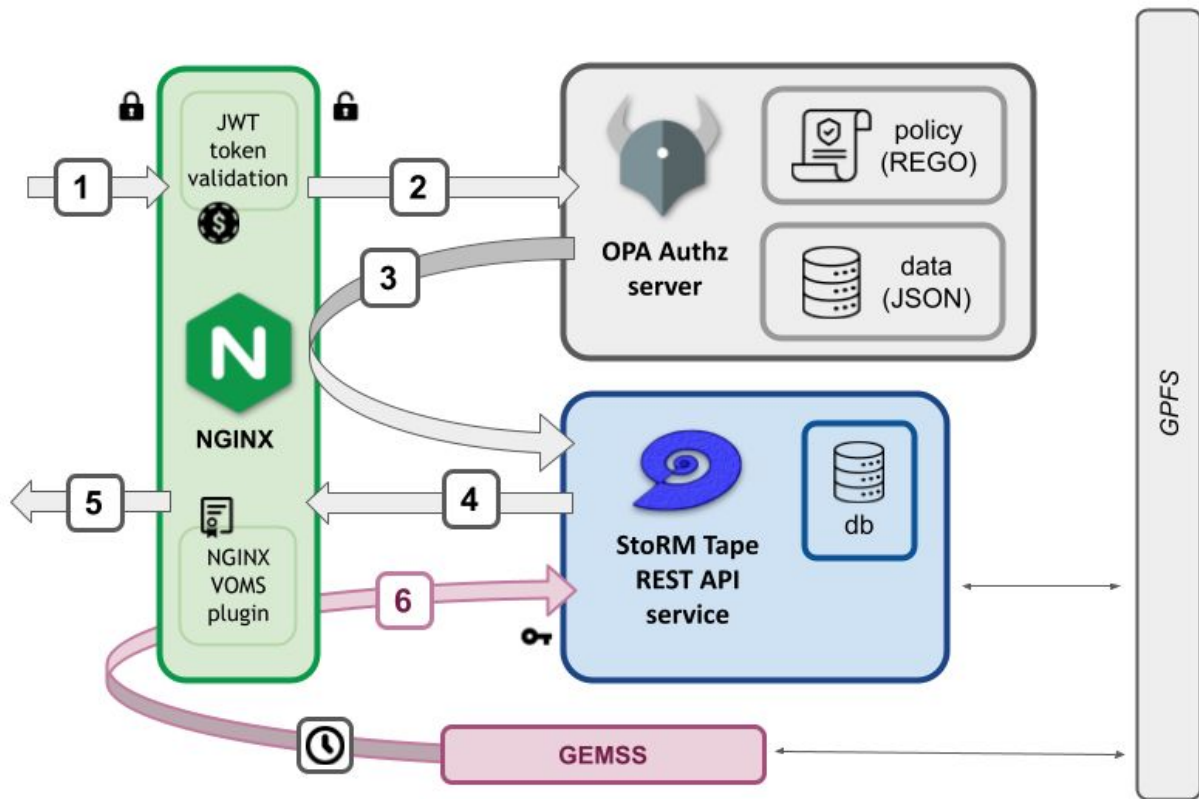 JWT
token
validation
1
2
3
OPA Authz
server
policy
(REGO)
data
(JSON)
NGINX
5
4
NGINX
VOMS
plugin
6
StoRM Tape
REST API
service
db
GEMSS
GPFS